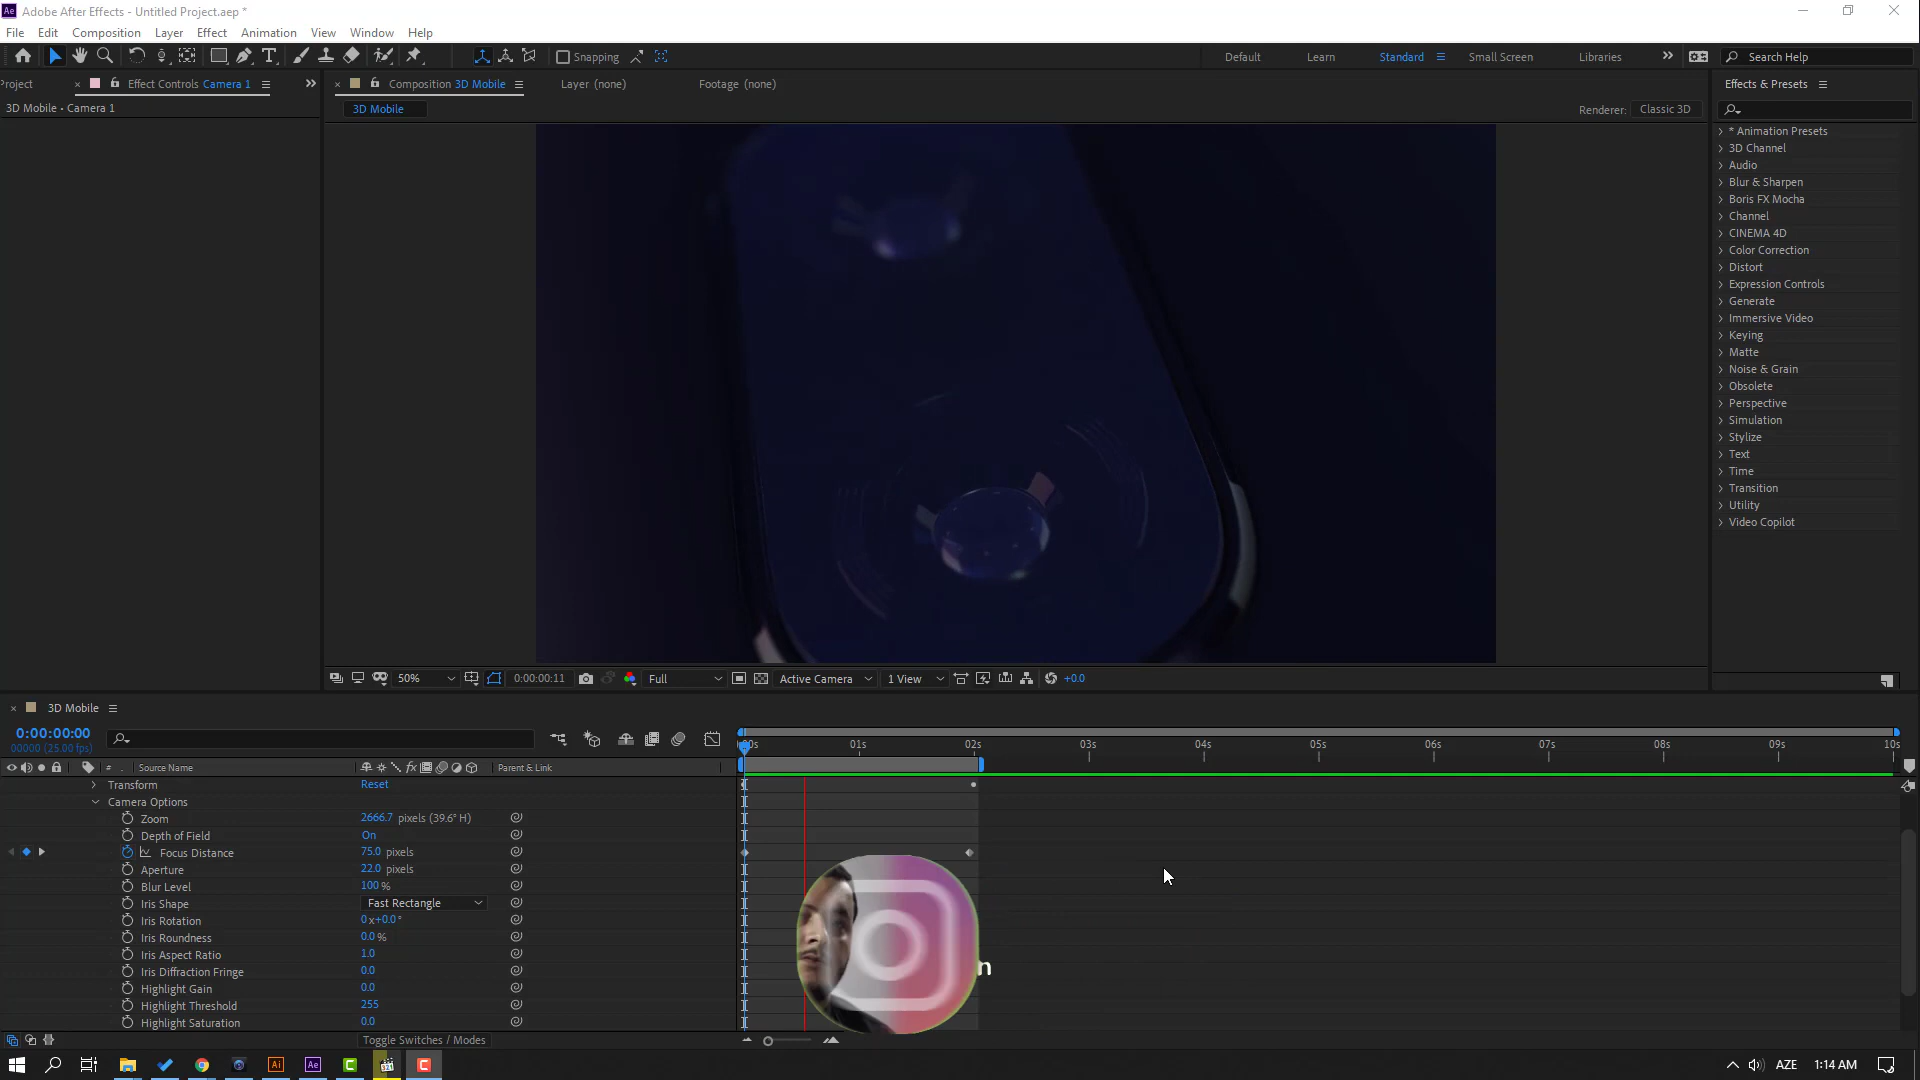 Adobe After Effects - Untitled Project.aep *
File Edit Composition Layer Effect Animation View Window Help
Snapping Default Learn Standard Small Screen Libraries Search Help
roject Effect Controls Camera 1 Composition 3D Mobile Layer (none) Footage (none) Effects & Presets
3D Mobile • Camera 1
3D Mobile
Renderer: Classic 3D
* Animation Presets
3D Channel
Audio
Blur & Sharpen
Boris FX Mocha
Channel
CINEMA 4D
Color Correction
Distort
Expression Controls
Generate
Immersive Video
Keying
Matte
Noise & Grain
Obsolete
Perspective
Simulation
Stylize
Text
Time
Transition
Utility
Video Copilot
50% 0:00:00:11 Full Active Camera 1 View +0.0
3D Mobile
0:00:00:00
00000 (25.00 fps)
00s 01s 02s 03s 04s 05s 06s 07s 08s 09s 10s
# Source Name fx Parent & Link
Transform Reset
Camera Options
Zoom 2666.7 pixels (39.6° H)
Depth of Field On
Focus Distance 75.0 pixels
Aperture 22.0 pixels
Blur Level 100 %
Iris Shape Fast Rectangle
Iris Rotation 0 x+0.0 °
Iris Roundness 0.0 %
Iris Aspect Ratio 1.0
Iris Diffraction Fringe 0.0
Highlight Gain 0.0
Highlight Threshold 255
Highlight Saturation 0.0
n
Toggle Switches / Modes
Ai Ae C C AZE 1:14 AM